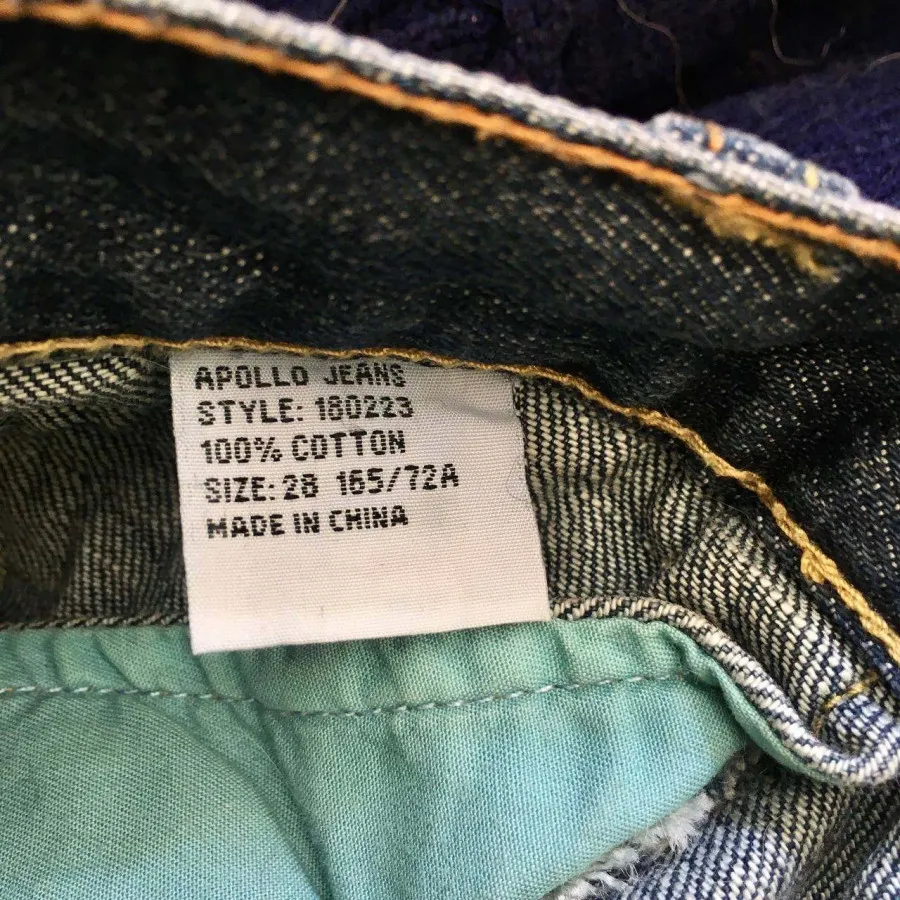 APOLLO JEANS
STYLE: 180223
100% COTTON
SIZE: 28 165/72A
MADE IN CHINA